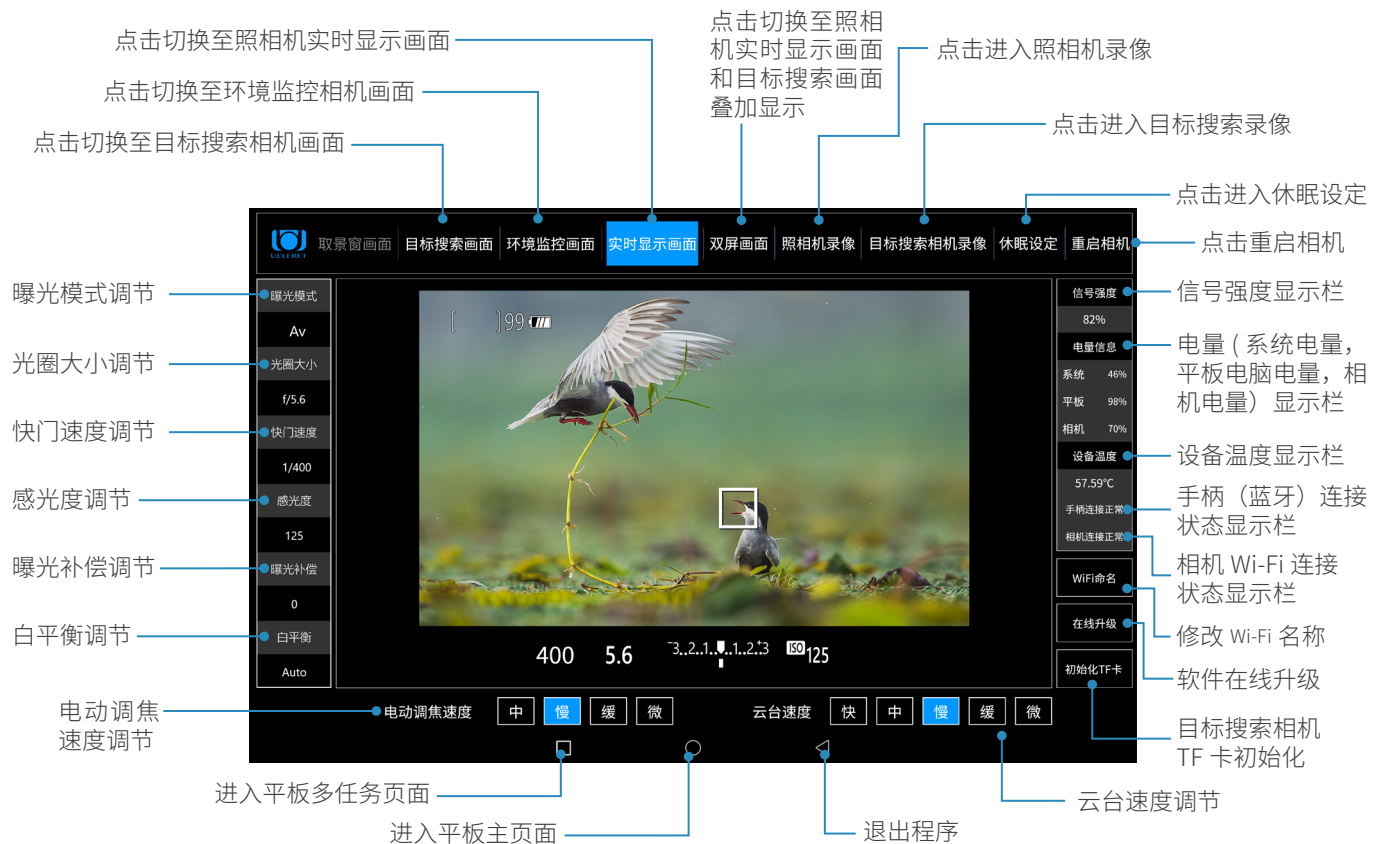 点击切换至照相机实时显示画面
点击切换至环境监控相机画面
点击切换至目标搜索相机画面
点击切换至照相
机实时显示画面
和目标搜索画面
叠加显示
点击进入照相机录像
点击进入目标搜索录像
点击进入休眠设定
点击重启相机
UELLBET
取景窗画面 目标搜索画面 环境监控画面 实时显示画面 双屏画面 照相机录像 目标搜索相机录像 休眠设定 重启相机
曝光模式调节
光圈大小调节
快门速度调节
感光度调节
曝光补偿调节
白平衡调节
电动调焦
速度调节
曝光模式
Av
光圈大小
f/5.6
快门速度
1/400
感光度
125
曝光补偿
0
白平衡
Auto
[ ]99
400 5.6 -3..2..1..0..1..2.+3 ISO 125
信号强度
82%
电量信息
系统 46%
平板 98%
相机 70%
设备温度
57.59℃
手柄连接正常
相机连接正常
WiFi命名
在线升级
初始化TF卡
信号强度显示栏
电量 ( 系统电量，
平板电脑电量，相
机电量）显示栏
设备温度显示栏
手柄（蓝牙）连接
状态显示栏
相机 Wi-Fi 连接
状态显示栏
修改 Wi-Fi 名称
软件在线升级
目标搜索相机
TF 卡初始化
电动调焦速度 中 慢 缓 微 云台速度 快 中 慢 缓 微
进入平板多任务页面
进入平板主页面
退出程序
云台速度调节